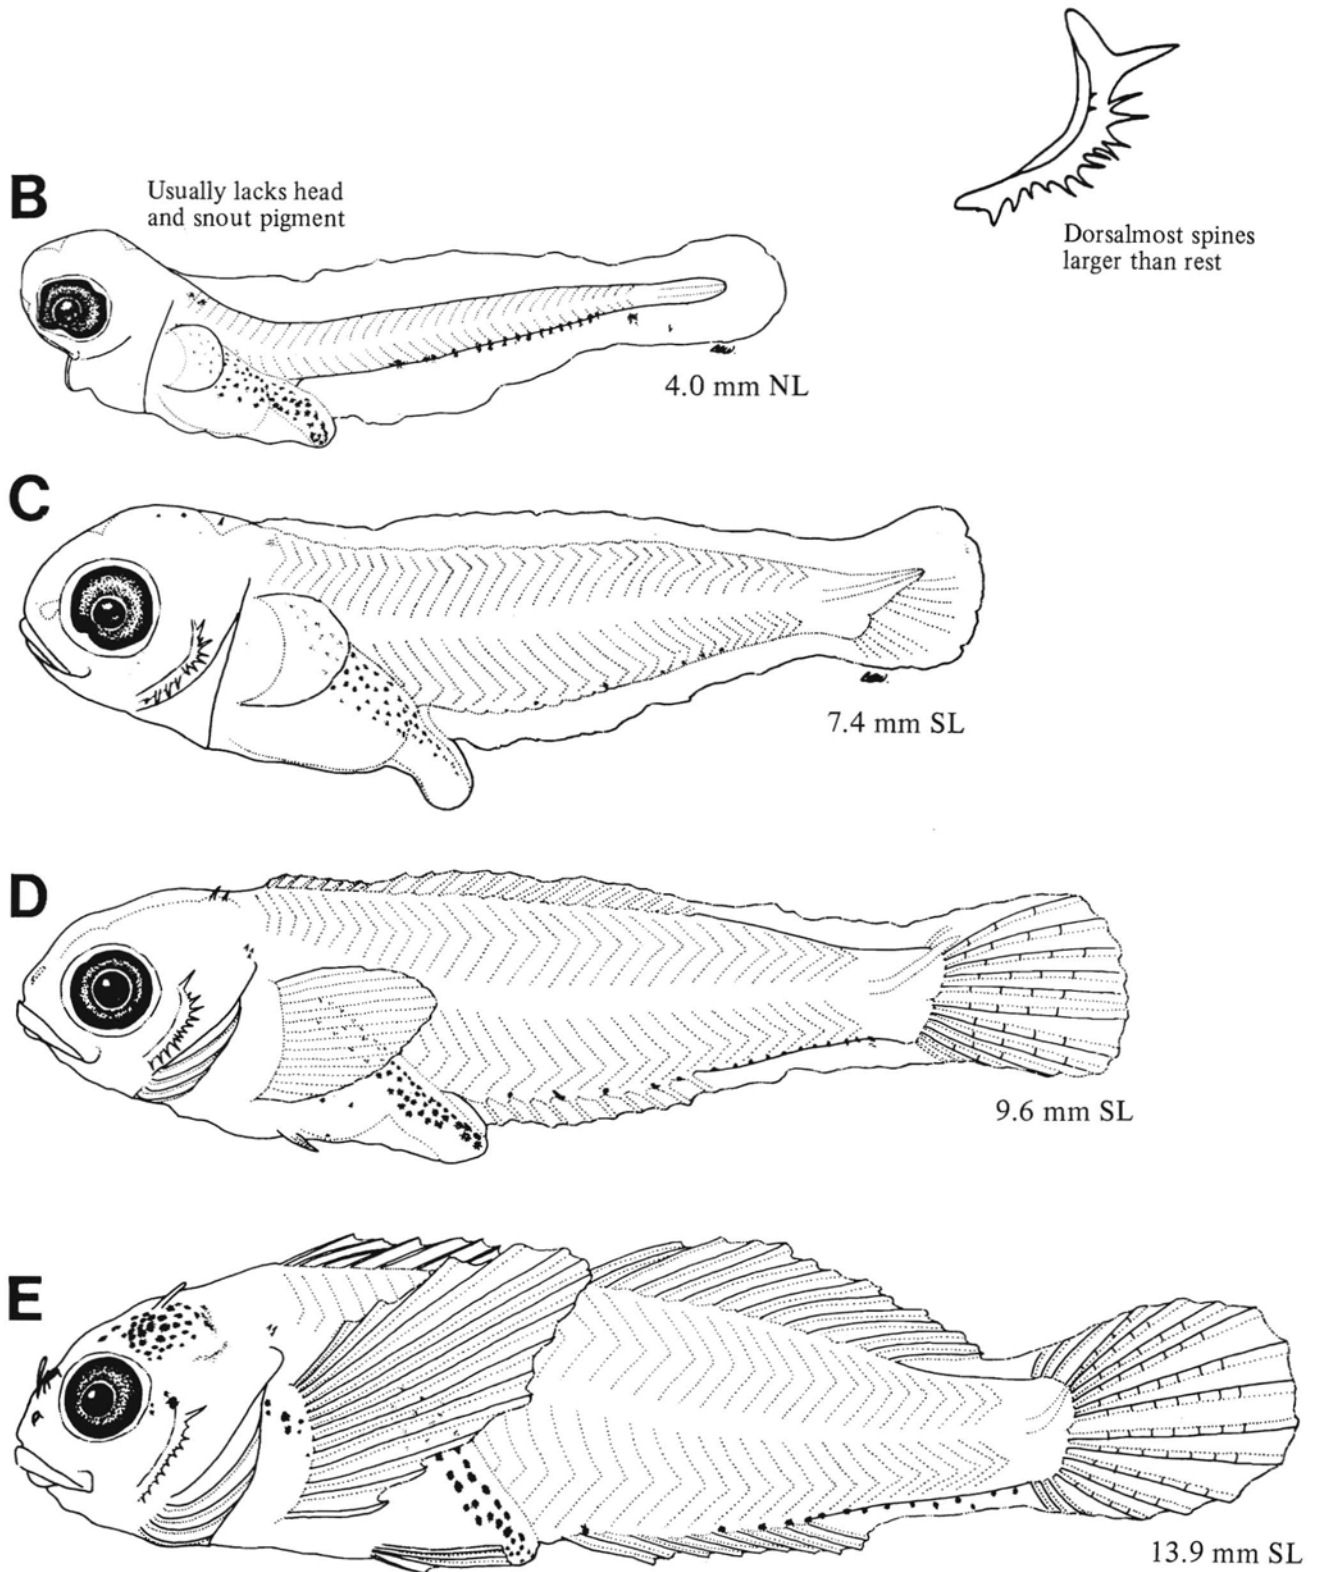 B
Usually lacks head
and snout pigment
Dorsalmost spines
larger than rest
4.0 mm NL
C
7.4 mm SL
D
9.6 mm SL
E
13.9 mm SL